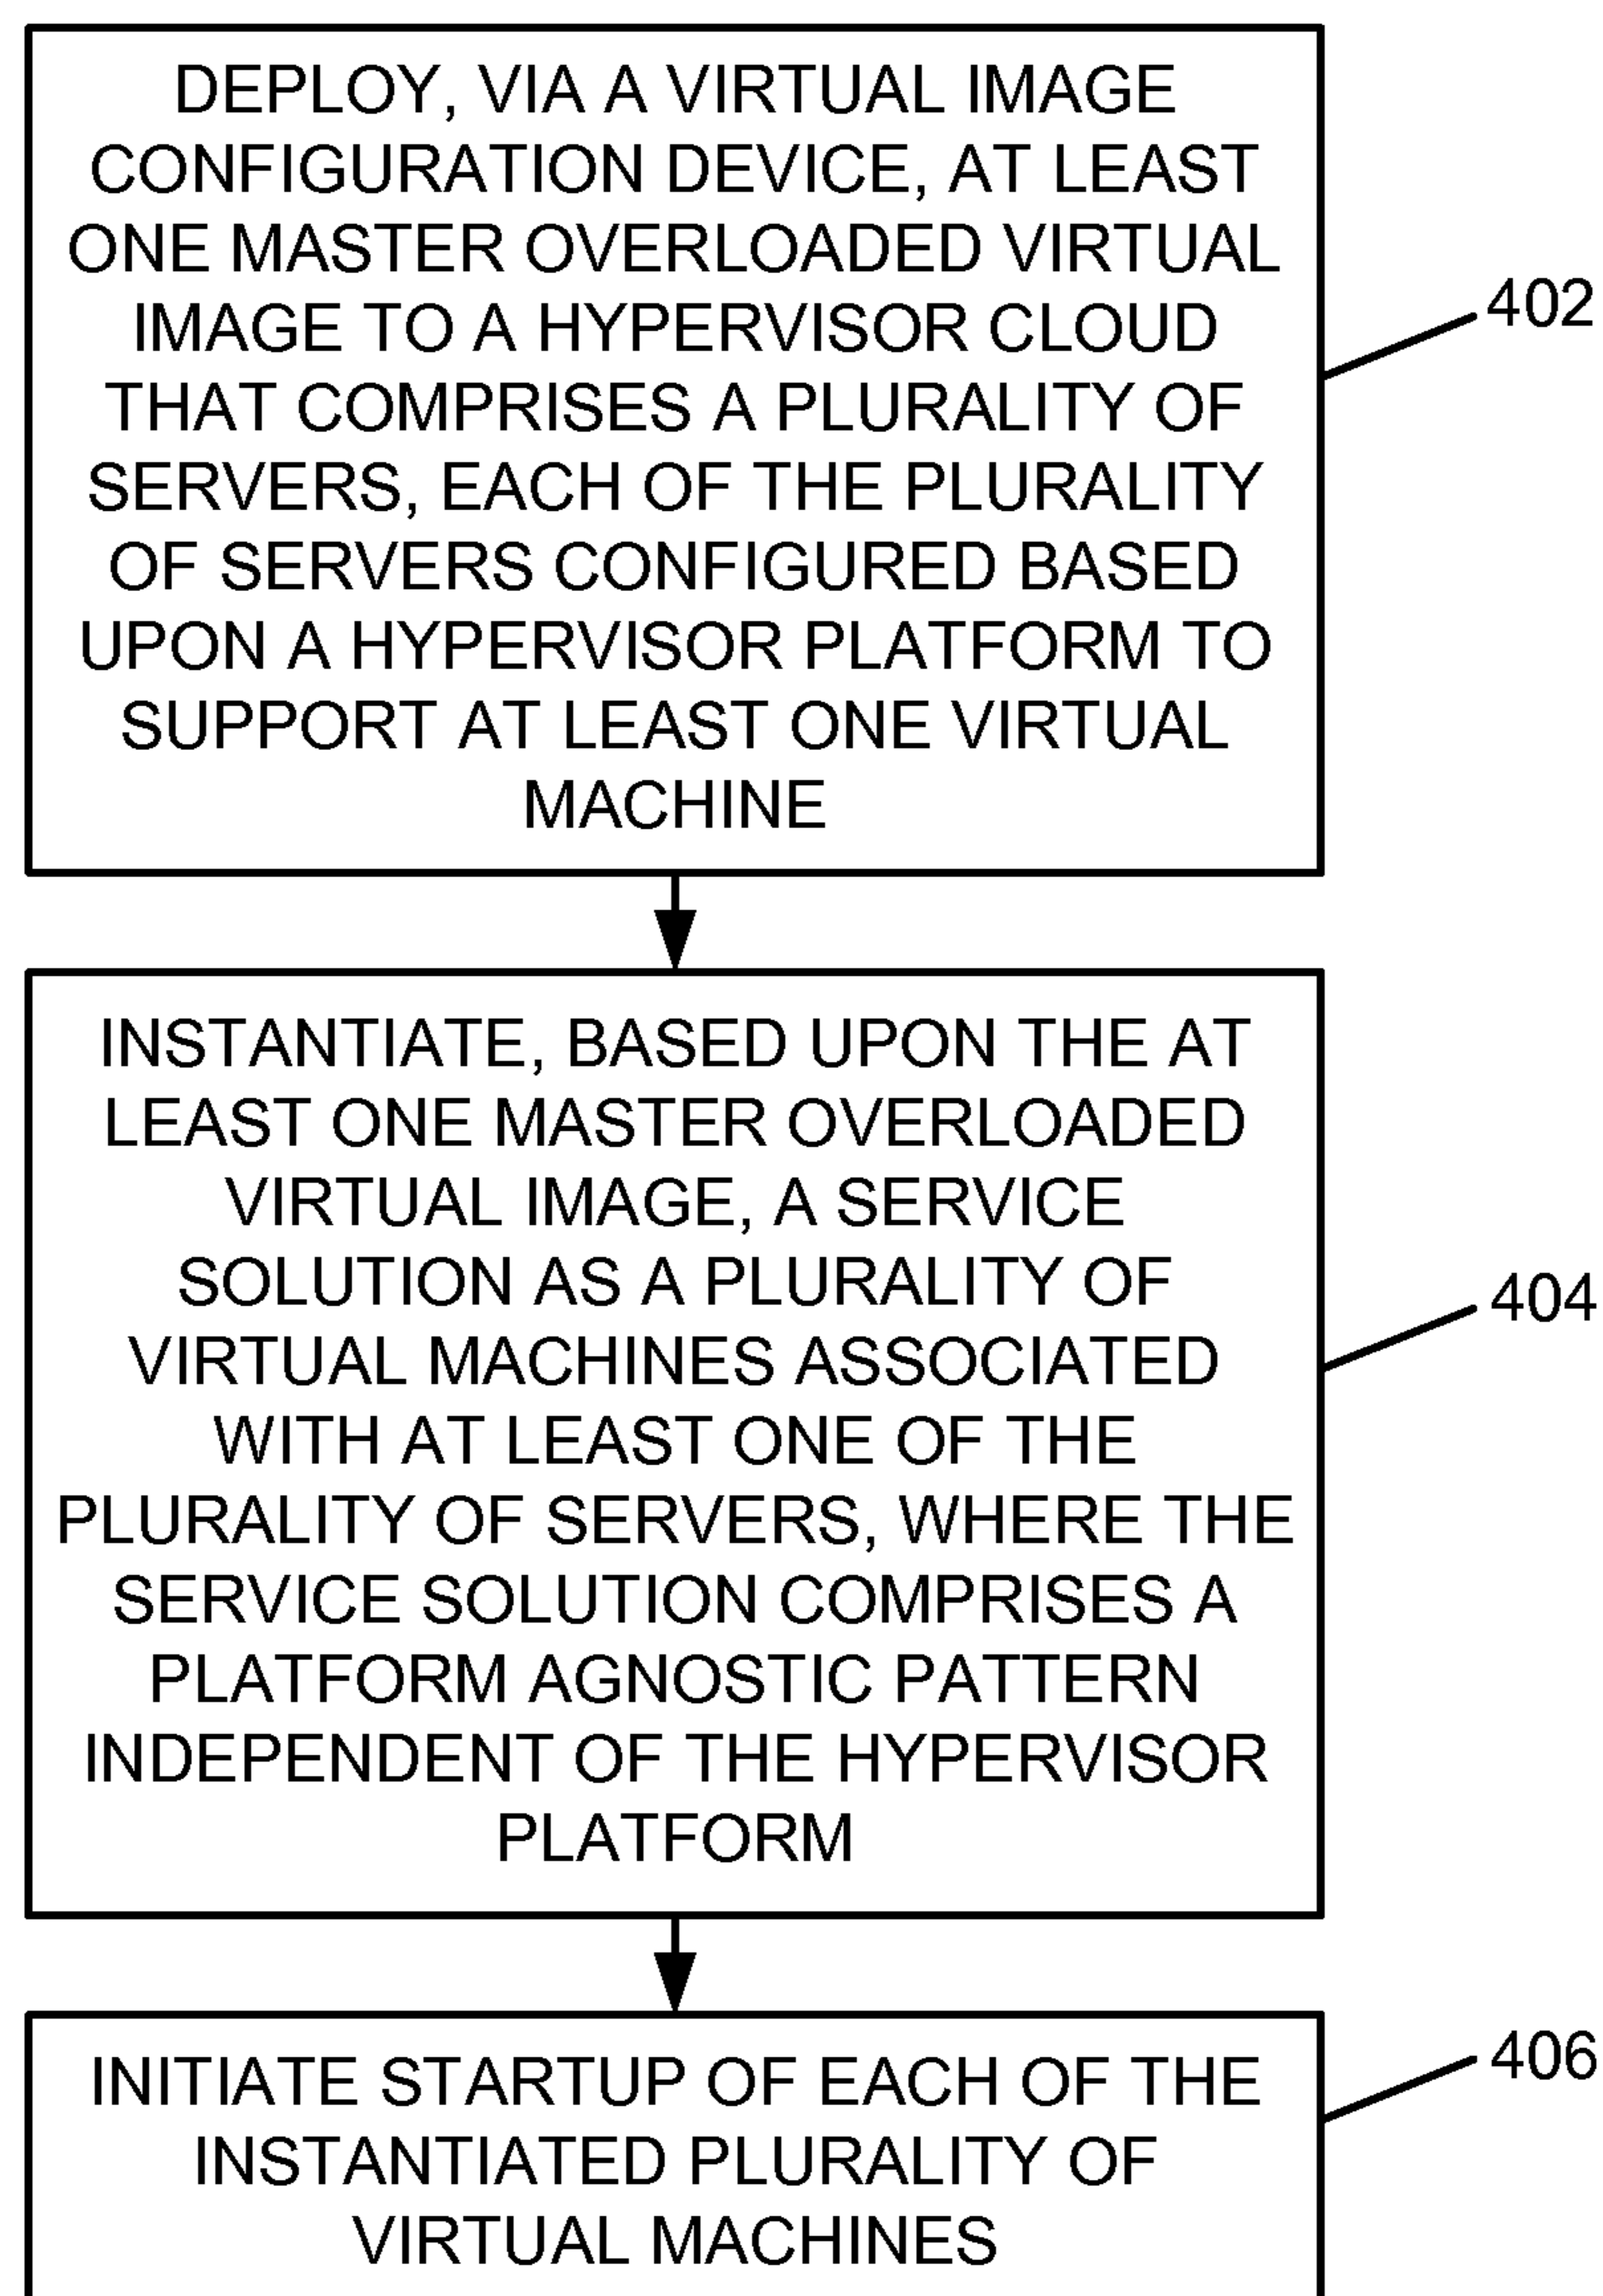 DEPLOY, VIA A VIRTUAL IMAGE
CONFIGURATION DEVICE, AT LEAST
ONE MASTER OVERLOADED VIRTUAL
IMAGE TO A HYPERVISOR CLOUD
THAT COMPRISES A PLURALITY OF
SERVERS, EACH OF THE PLURALITY
OF SERVERS CONFIGURED BASED
UPON A HYPERVISOR PLATFORM TO
SUPPORT AT LEAST ONE VIRTUAL
MACHINE
402
INSTANTIATE, BASED UPON THE AT
LEAST ONE MASTER OVERLOADED
VIRTUAL IMAGE, A SERVICE
SOLUTION AS A PLURALITY OF
VIRTUAL MACHINES ASSOCIATED
WITH AT LEAST ONE OF THE
PLURALITY OF SERVERS, WHERE THE
SERVICE SOLUTION COMPRISES A
PLATFORM AGNOSTIC PATTERN
INDEPENDENT OF THE HYPERVISOR
PLATFORM
404
INITIATE STARTUP OF EACH OF THE
INSTANTIATED PLURALITY OF
VIRTUAL MACHINES
406